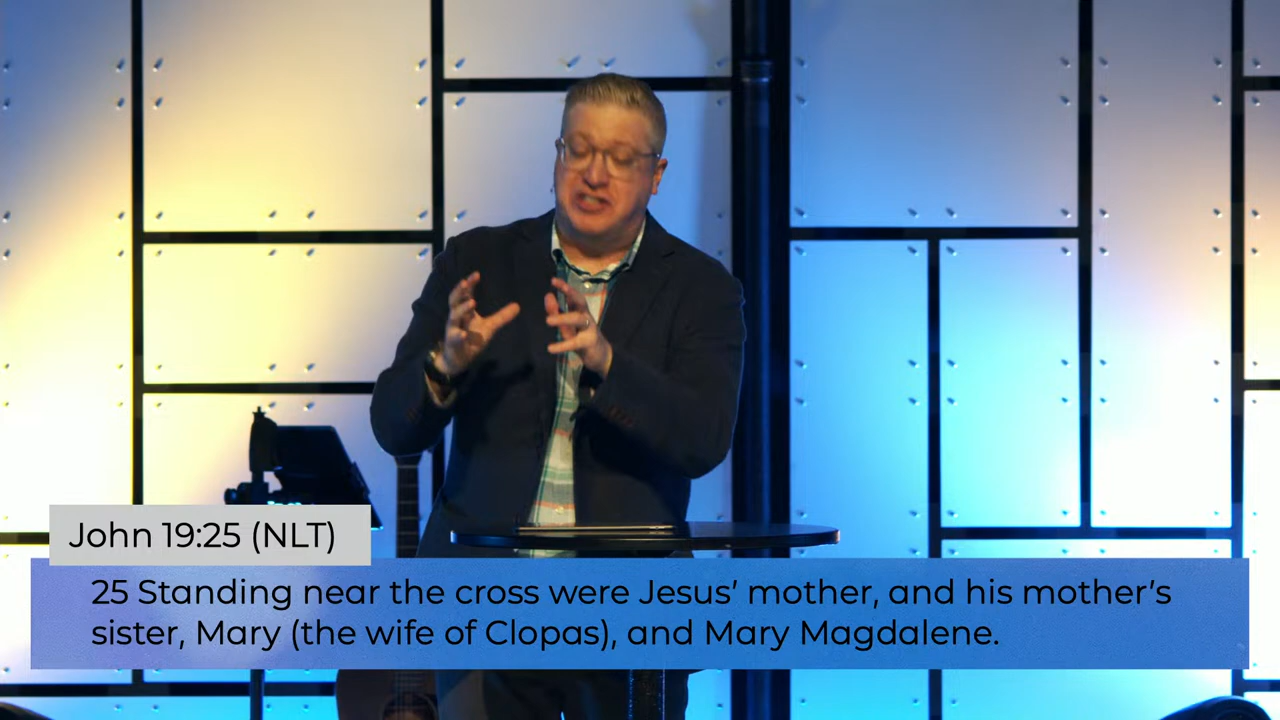 John 19:25 (NLT)
25 Standing near the cross were Jesus’ mother, and his mother’s
sister, Mary (the wife of Clopas), and Mary Magdalene.